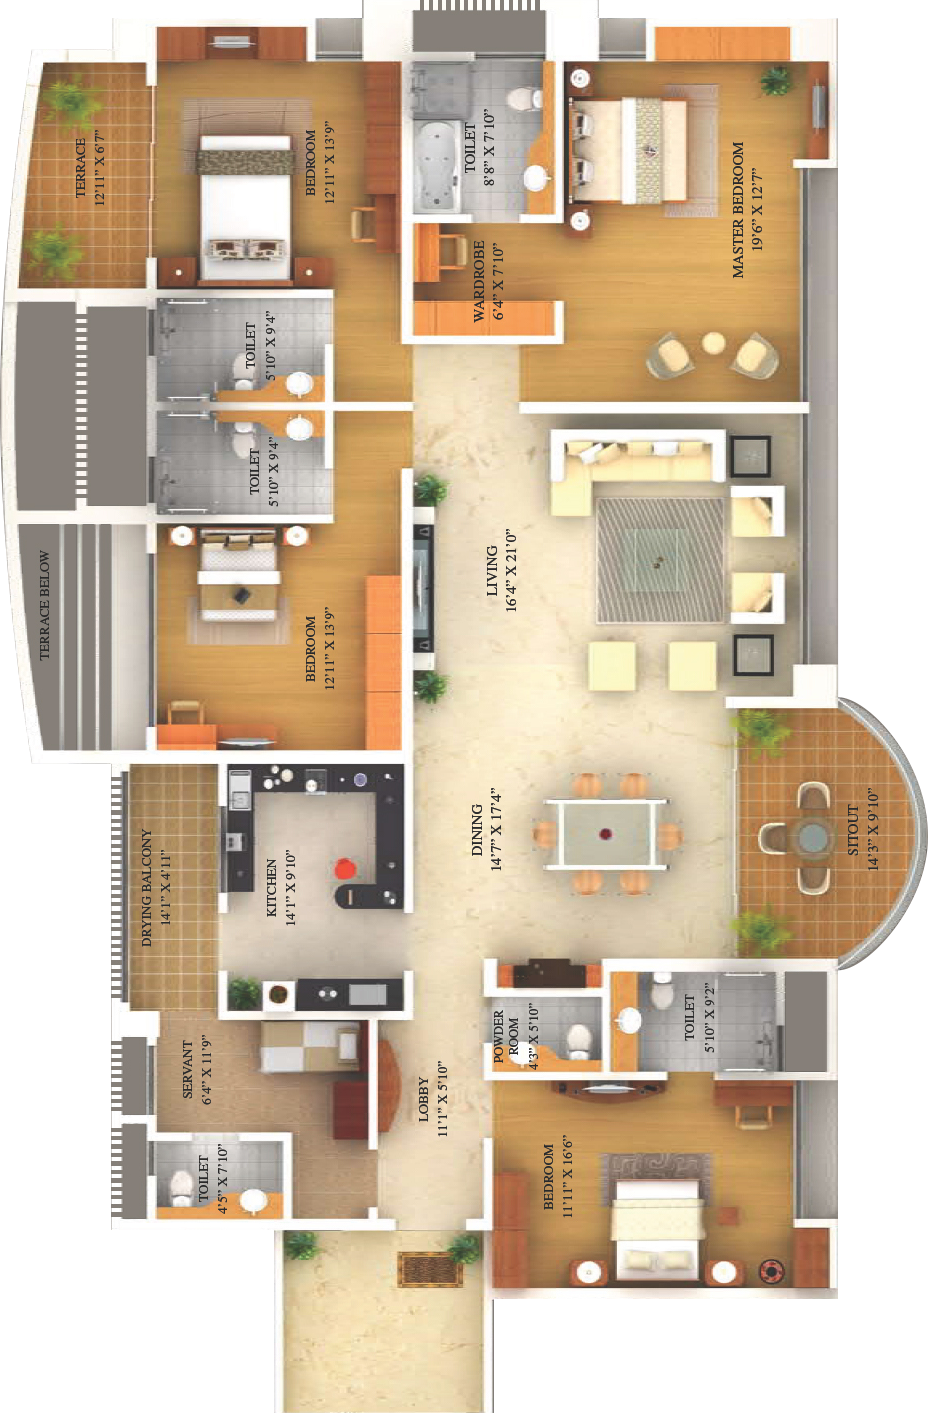 TERRACE
12'11" X 6'7"
BEDROOM
12'11" X 13'9"
TOILET
8'8" X 7'10"
MASTER BEDROOM
19'6" X 12'7"
WARDROBE
6'4" X 7'10"
TOILET
5'10" X 9'4"
TOILET
5'10" X 9'4"
TERRACE BELOW
BEDROOM
12'11" X 13'9"
LIVING
16'4" X 21'0"
DRYING BALCONY
14'1" X 4'11"
KITCHEN
14'1" X 9'10"
DINING
14'7" X 17'4"
SITOUT
14'3" X 9'10"
SERVANT
6'4" X 11'9"
POWDER
ROOM
4'3" X 5'10"
TOILET
5'10" X 9'2"
LOBBY
11'1" X 5'10"
TOILET
4'5" X 7'10"
BEDROOM
11'11" X 16'6"